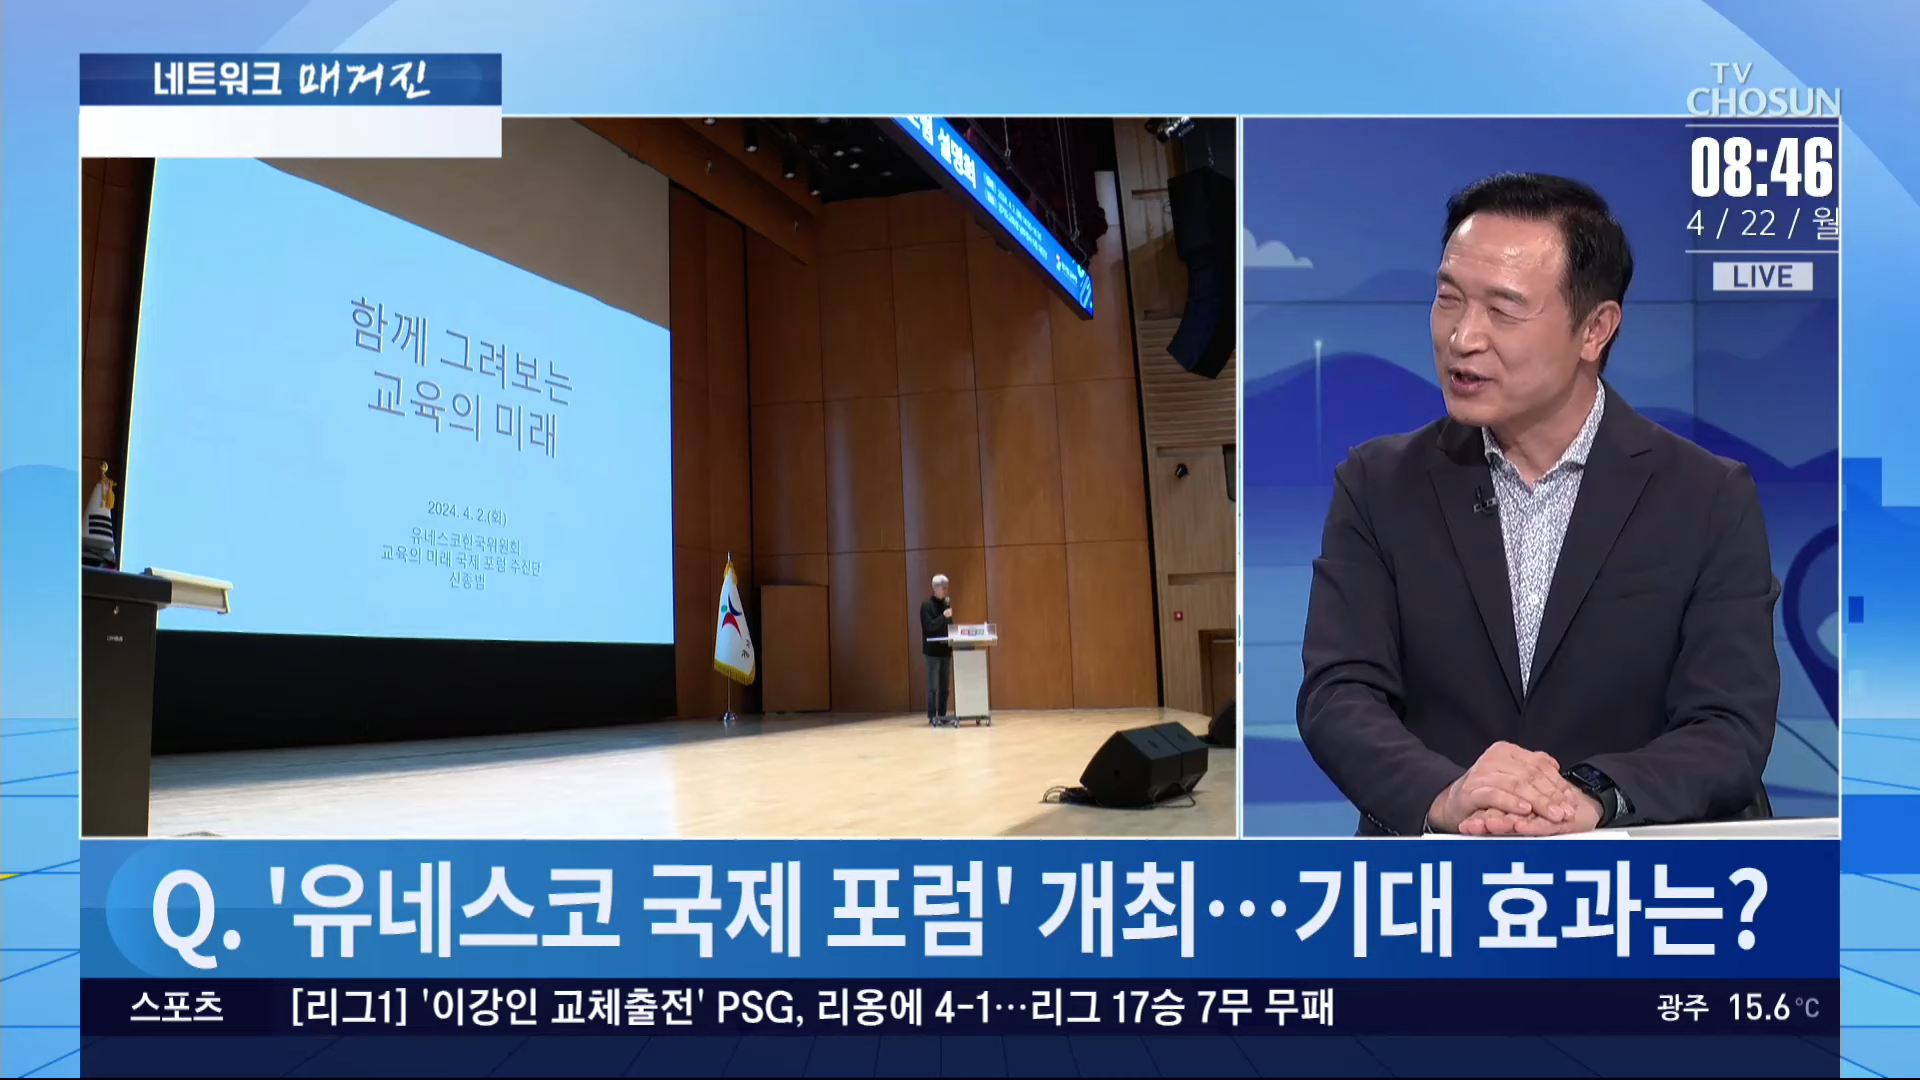 네트워크 매거진
TV
CHOSUN
08:46
4 / 22 / 월
LIVE
설명회
함께 그려보는
교육의 미래
2024. 4. 2.(화)
유네스코한국위원회
교육의 미래 국제 포럼 추진단
신종범
Q. '유네스코 국제 포럼' 개최…기대 효과는?
스포츠 [리그1] '이강인 교체출전' PSG, 리옹에 4-1…리그 17승 7무 무패 광주 15.6℃